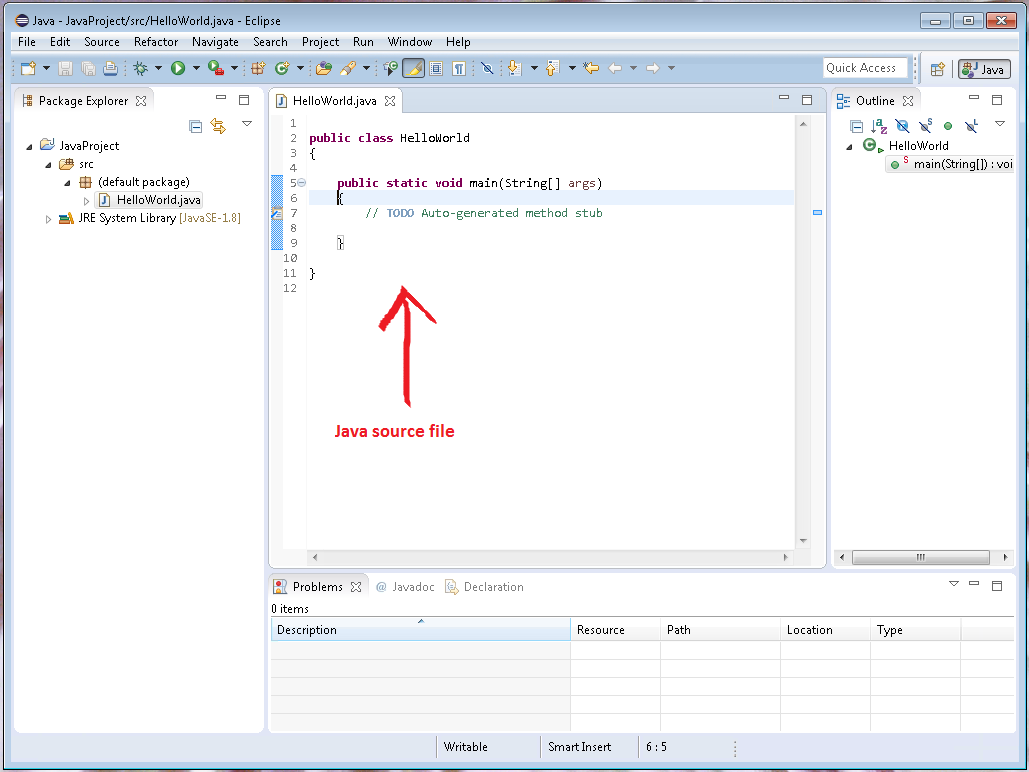 Java - JavaProject/src/HelloWorld.java - Eclipse
File Edit Source Refactor Navigate Search Project Run Window Help
Quick Access Java
Package Explorer
JavaProject
src
(default package)
HelloWorld.java
JRE System Library [JavaSE-1.8]
HelloWorld.java
1
2 public class HelloWorld
3 {
4
5 public static void main(String[] args)
6 {
7 // TODO Auto-generated method stub
8
9 }
10
11 }
12
Java source file
Outline
HelloWorld
S main(String[]) : voi
Problems @ Javadoc Declaration
0 items
Description Resource Path Location Type
Writable Smart Insert 6 : 5